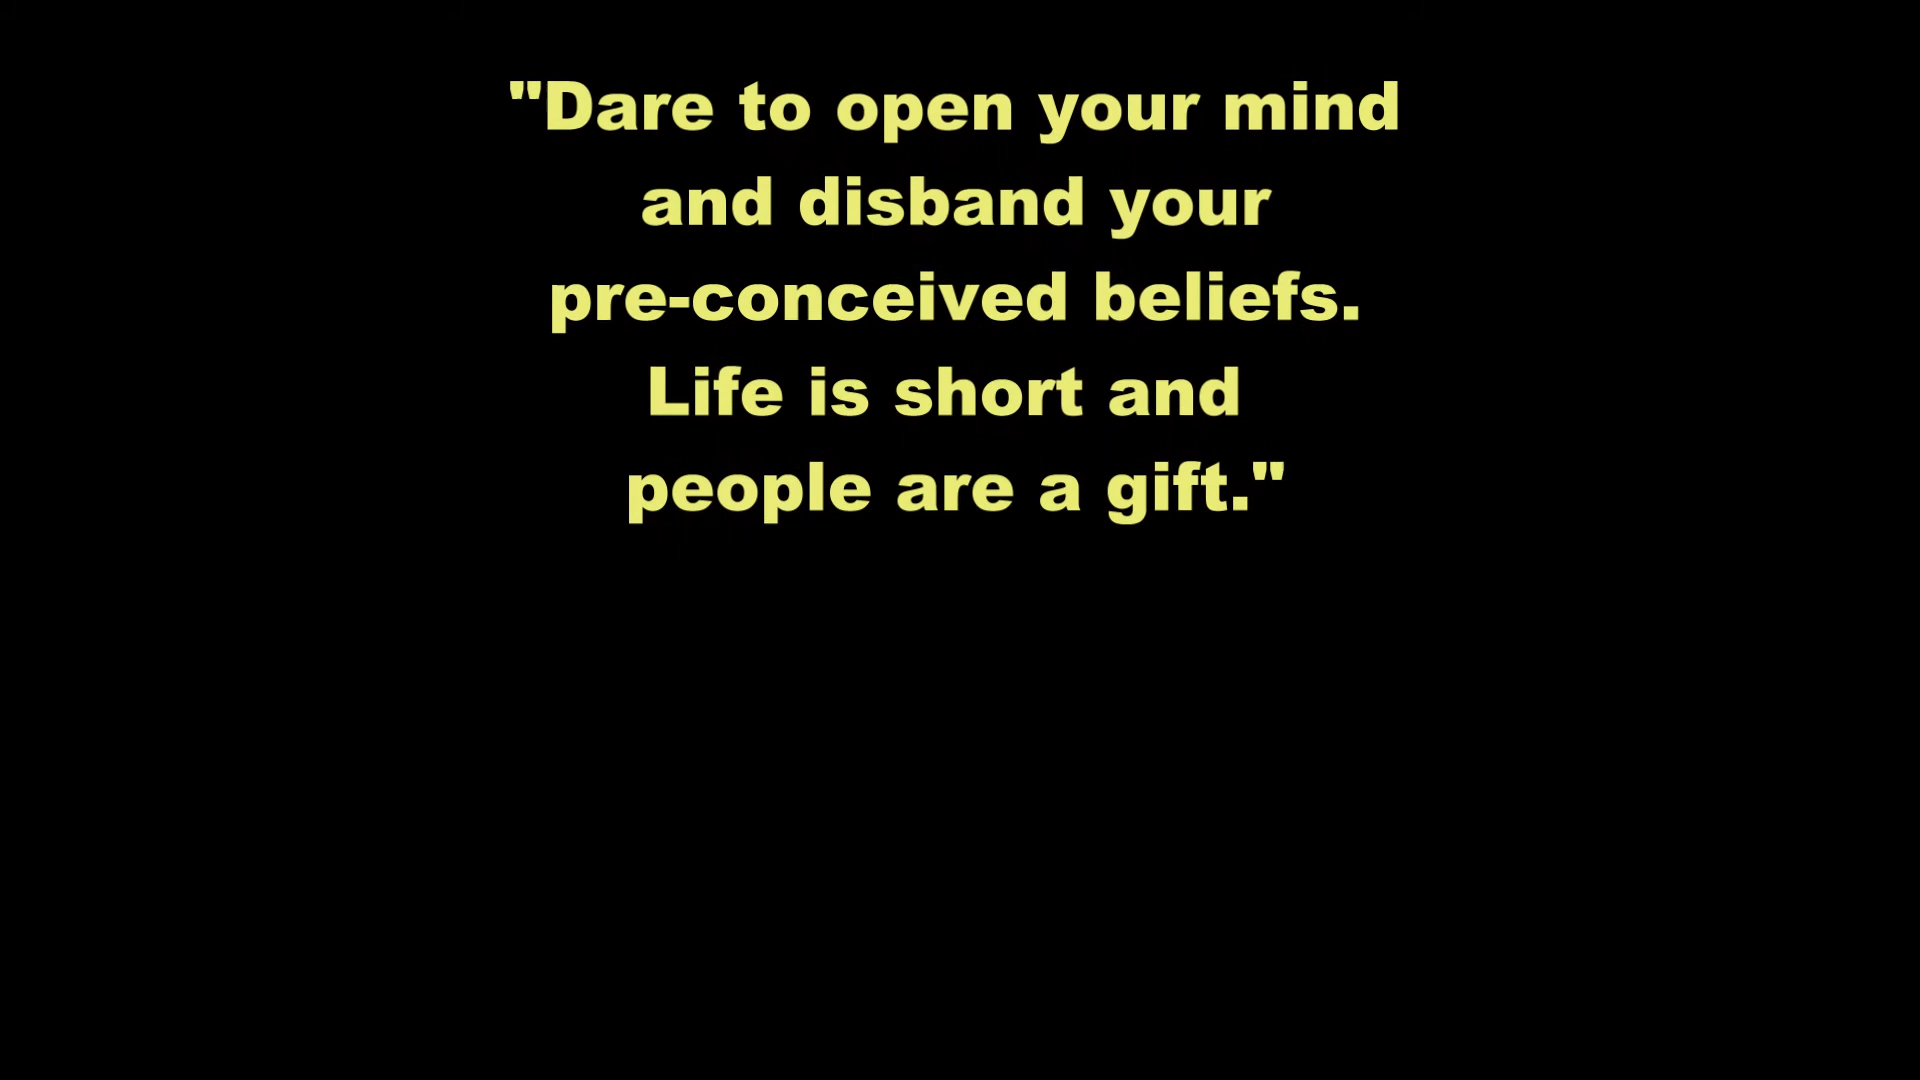 "Dare to open your mind
and disband your
pre-conceived beliefs.
Life is short and
people are a gift."